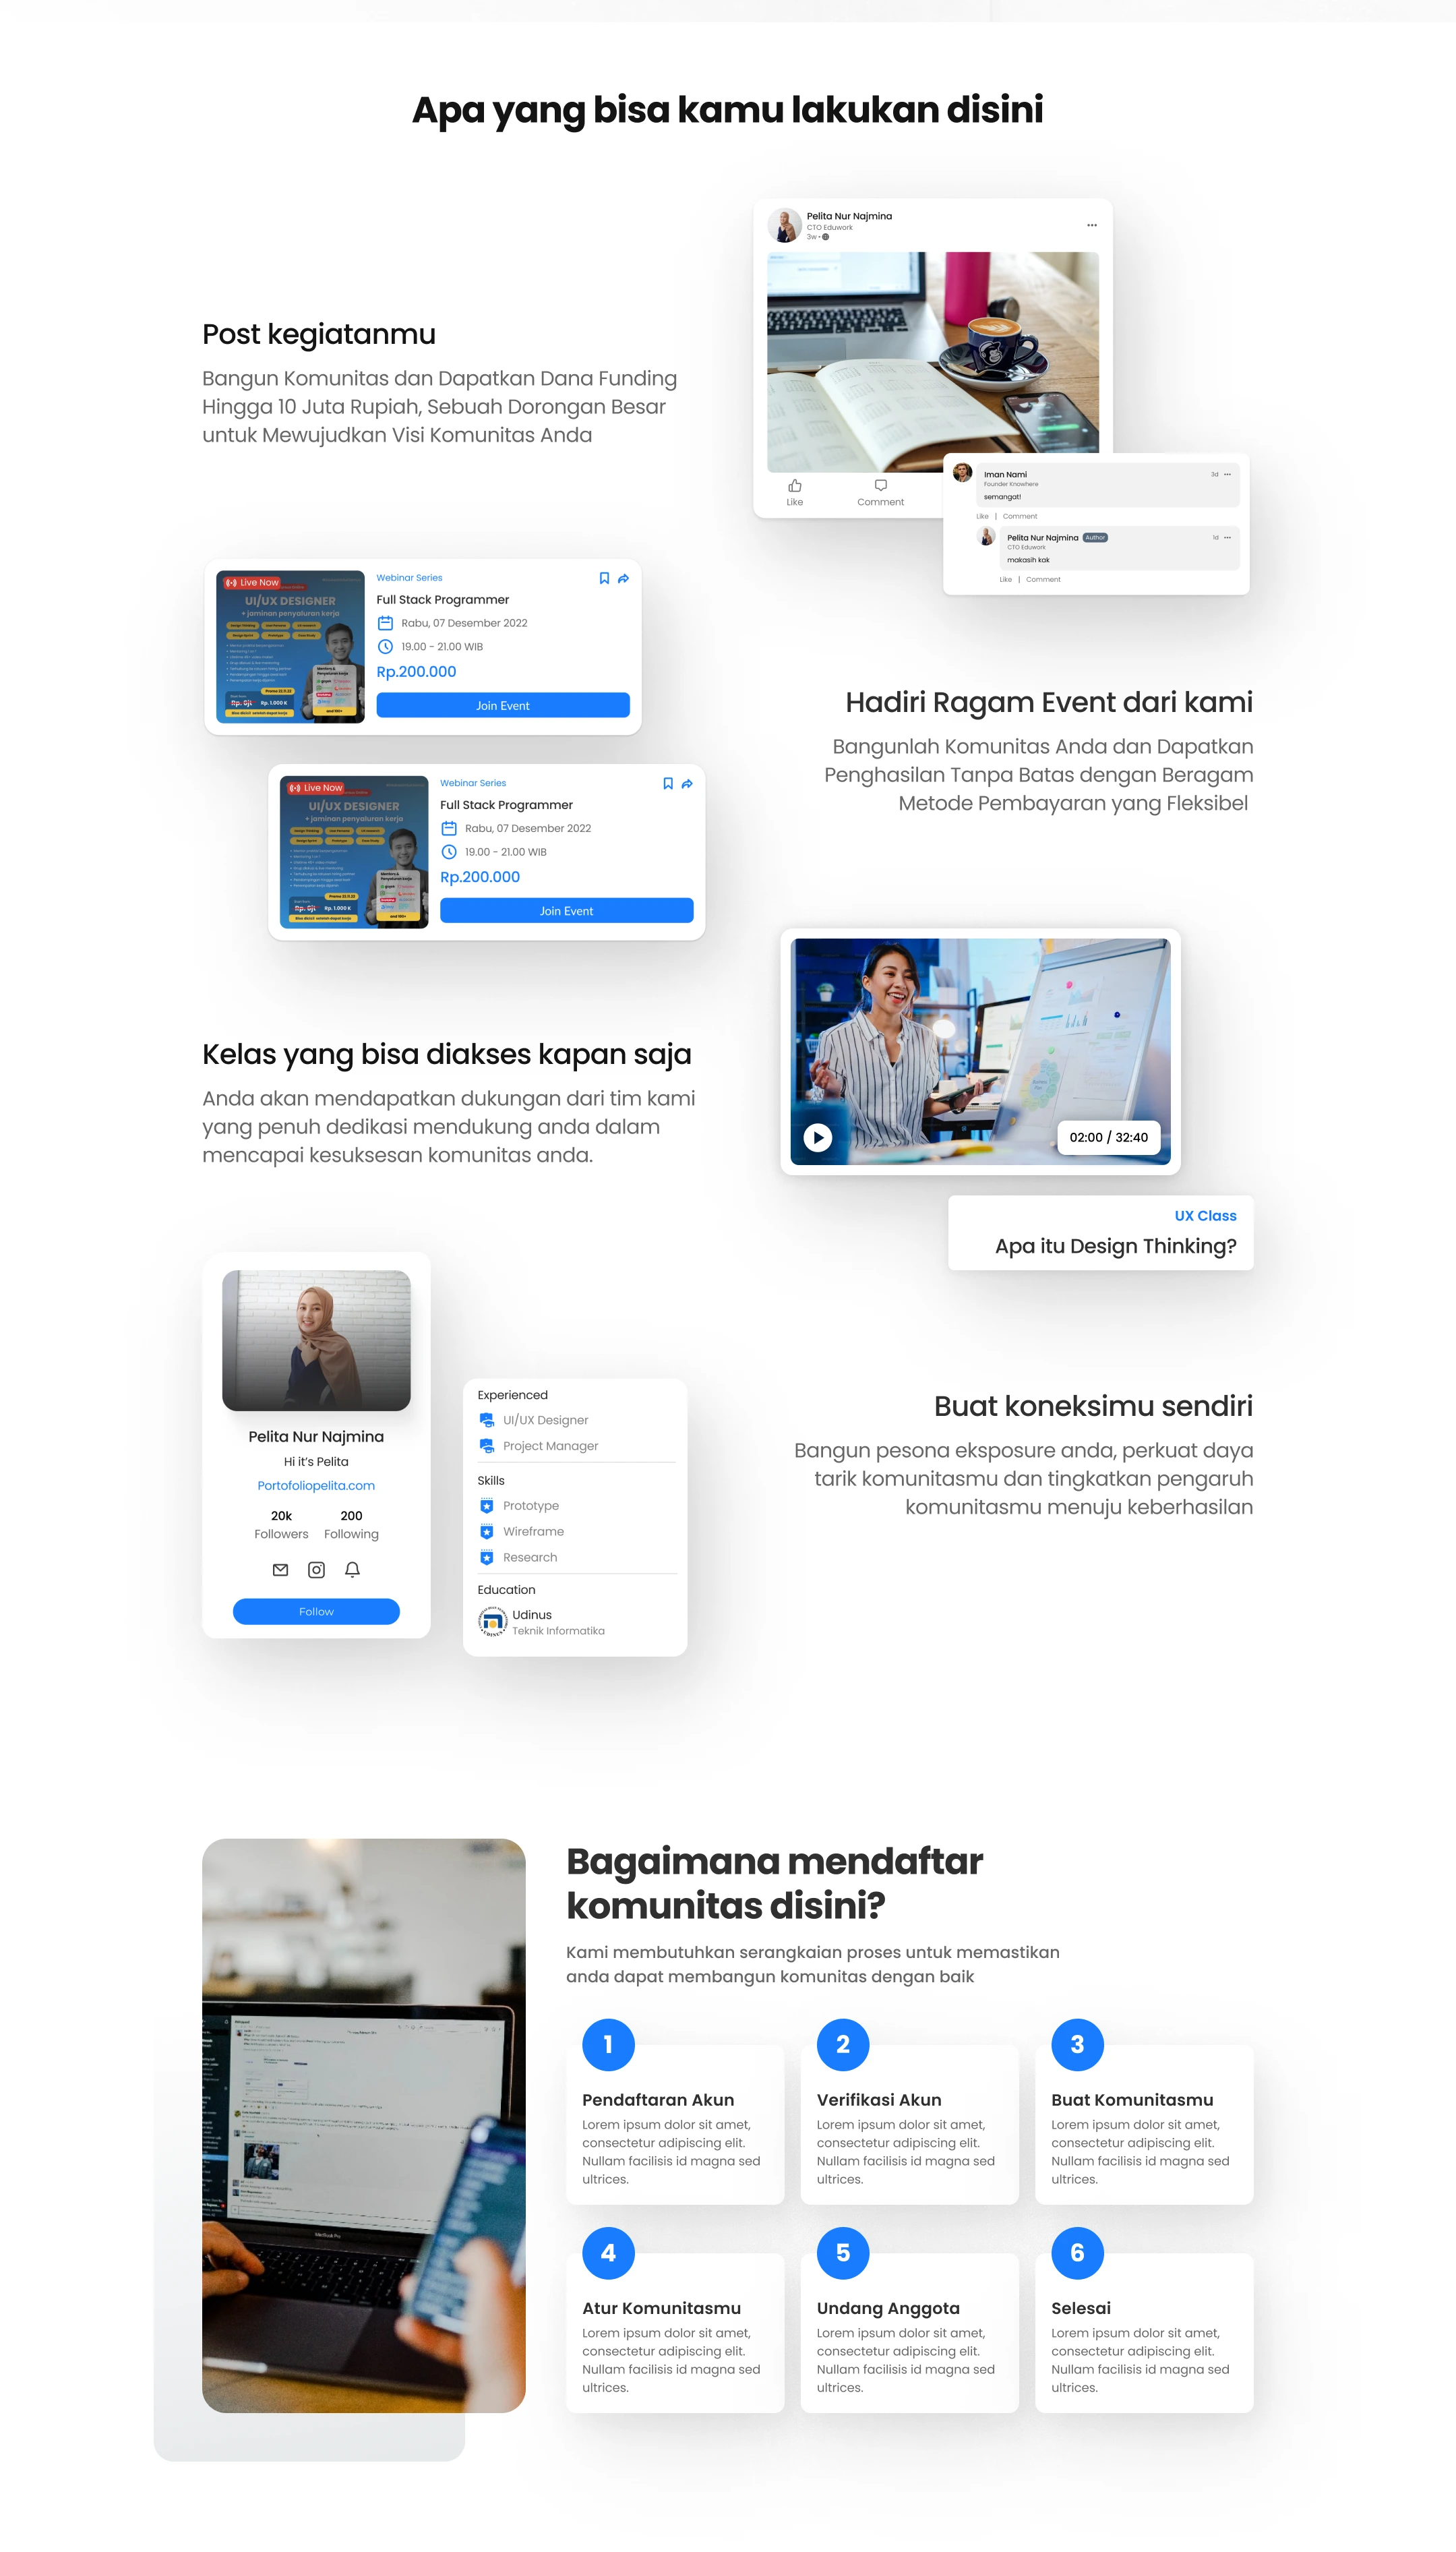 Apa yang bisa kamu lakukan disini
Post kegiatanmu
Bangun Komunitas dan Dapatkan Dana Funding
Hingga 10 Juta Rupiah, Sebuah Dorongan Besar
untuk Mewujudkan Visi Komunitas Anda
Pelita Nur Najmina
CTO Eduwork
3w
Like
Comment
Iman Nami
3d
Founder Knowhere
semangat!
Like | Comment
Pelita Nur Najmina Author
1d
CTO Eduwork
makasih kak
Like | Comment
Live Now
UI/UX DESIGNER
+ jaminan penyaluran kerja
Rp. 1.000 K
Webinar Series
Full Stack Programmer
Rabu, 07 Desember 2022
19.00 - 21.00 WIB
Rp.200.000
Join Event
Live Now
UI/UX DESIGNER
+ jaminan penyaluran kerja
Rp. 1.000 K
Webinar Series
Full Stack Programmer
Rabu, 07 Desember 2022
19.00 - 21.00 WIB
Rp.200.000
Join Event
Hadiri Ragam Event dari kami
Bangunlah Komunitas Anda dan Dapatkan
Penghasilan Tanpa Batas dengan Beragam
Metode Pembayaran yang Fleksibel
Kelas yang bisa diakses kapan saja
Anda akan mendapatkan dukungan dari tim kami
yang penuh dedikasi mendukung anda dalam
mencapai kesuksesan komunitas anda.
02:00 / 32:40
UX Class
Apa itu Design Thinking?
Pelita Nur Najmina
Hi it's Pelita
Portofoliopelita.com
20k 200
Followers Following
Follow
Experienced
UI/UX Designer
Project Manager
Skills
Prototype
Wireframe
Research
Education
Udinus
Teknik Informatika
Buat koneksimu sendiri
Bangun pesona eksposure anda, perkuat daya
tarik komunitasmu dan tingkatkan pengaruh
komunitasmu menuju keberhasilan
Bagaimana mendaftar
komunitas disini?
Kami membutuhkan serangkaian proses untuk memastikan
anda dapat membangun komunitas dengan baik
1
Pendaftaran Akun
Lorem ipsum dolor sit amet,
consectetur adipiscing elit.
Nullam facilisis id magna sed
ultrices.
2
Verifikasi Akun
Lorem ipsum dolor sit amet,
consectetur adipiscing elit.
Nullam facilisis id magna sed
ultrices.
3
Buat Komunitasmu
Lorem ipsum dolor sit amet,
consectetur adipiscing elit.
Nullam facilisis id magna sed
ultrices.
4
Atur Komunitasmu
Lorem ipsum dolor sit amet,
consectetur adipiscing elit.
Nullam facilisis id magna sed
ultrices.
5
Undang Anggota
Lorem ipsum dolor sit amet,
consectetur adipiscing elit.
Nullam facilisis id magna sed
ultrices.
6
Selesai
Lorem ipsum dolor sit amet,
consectetur adipiscing elit.
Nullam facilisis id magna sed
ultrices.